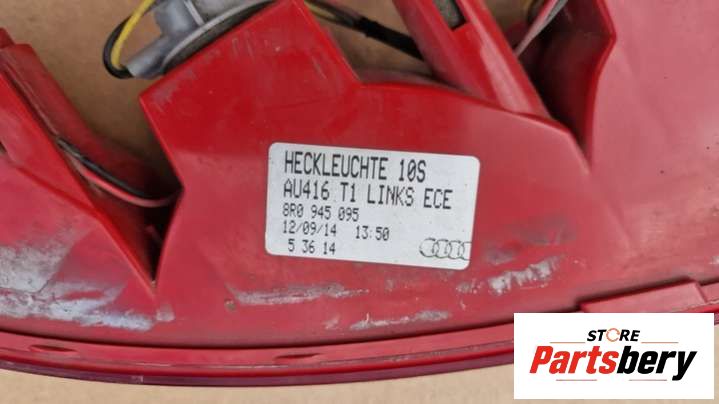 HECKLEUCHTE 10S
AU416 T1 LINKS ECE
8R0 945 095
12/09/14 13:50
5 36 14
STORE
Partsbery